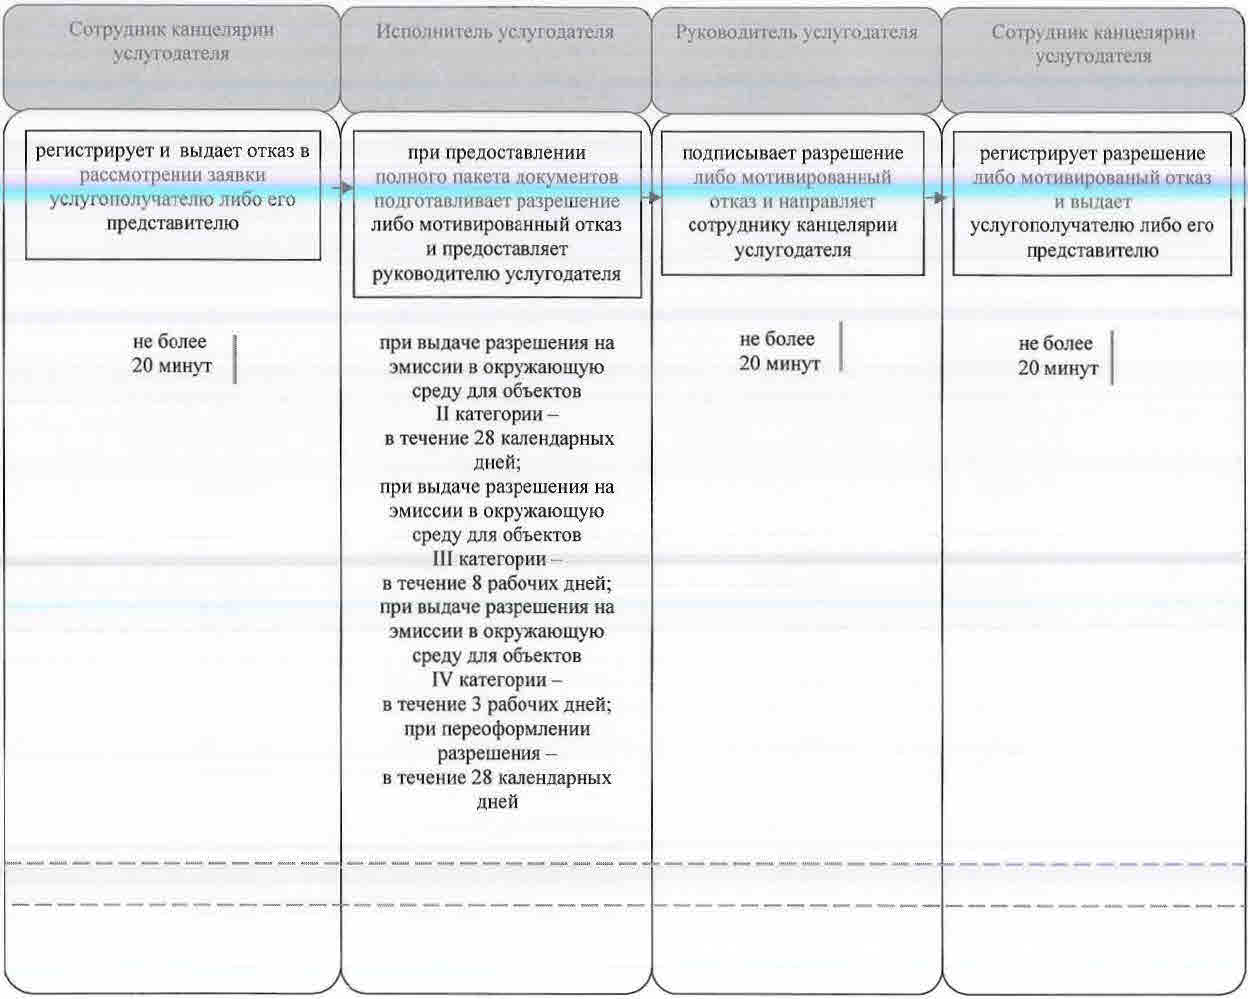 Сотрудник канцелярии
услугодателя
Исполнитель услугодателя
Руководитель услугодателя
Сотрудник канцелярии
услугодателя
регистрирует и выдает отказ в
рассмотрении заявки
услугополучателю либо его
представителю
при предоставлении
полного пакета документов
подготавливает разрешение
либо мотивированный отказ
и предоставляет
руководителю услугодателя
подписывает разрешение
либо мотивированный
отказ и направляет
сотруднику канцелярии
услугодателя
регистрирует разрешение
либо мотивированый отказ
и выдает
услугополучателю либо его
представителю
не более
20 минут
при выдаче разрешения на
эмиссии в окружающую
среду для объектов
II категории –
в течение 28 календарных
дней;
при выдаче разрешения на
эмиссии в окружающую
среду для объектов
III категории –
в течение 8 рабочих дней;
при выдаче разрешения на
эмиссии в окружающую
среду для объектов
IV категории –
в течение 3 рабочих дней;
при переоформлении
разрешения –
в течение 28 календарных
дней
не более
20 минут
не более
20 минут